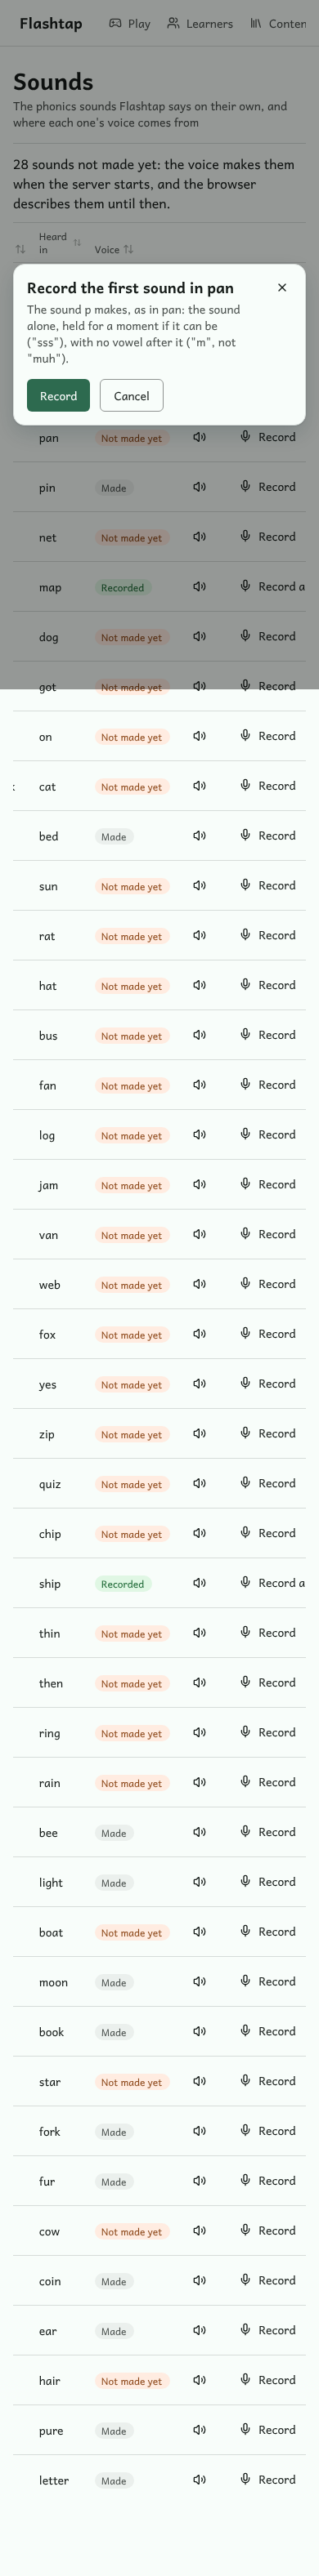 Flashtap Play Learners Conten
Sounds
The phonics sounds Flashtap says on their own, and
where each one's voice comes from
28 sounds not made yet: the voice makes them
when the server starts, and the browser
describes them until then.
Heard
in
Voice
Record the first sound in pan
The sound p makes, as in pan: the sound
alone, held for a moment if it can be
("sss"), with no vowel after it ("m", not
"muh").
Record Cancel
pan Not made yet Record
pin Made Record
net Not made yet Record
map Recorded Record a
dog Not made yet Record
got Not made yet Record
on Not made yet Record
cat Not made yet Record
bed Made Record
sun Not made yet Record
rat Not made yet Record
hat Not made yet Record
bus Not made yet Record
fan Not made yet Record
log Not made yet Record
jam Not made yet Record
van Not made yet Record
web Not made yet Record
fox Not made yet Record
yes Not made yet Record
zip Not made yet Record
quiz Not made yet Record
chip Not made yet Record
ship Recorded Record a
thin Not made yet Record
then Not made yet Record
ring Not made yet Record
rain Not made yet Record
bee Made Record
light Made Record
boat Not made yet Record
moon Made Record
book Made Record
star Not made yet Record
fork Made Record
fur Made Record
cow Not made yet Record
coin Made Record
ear Made Record
hair Not made yet Record
pure Made Record
letter Made Record